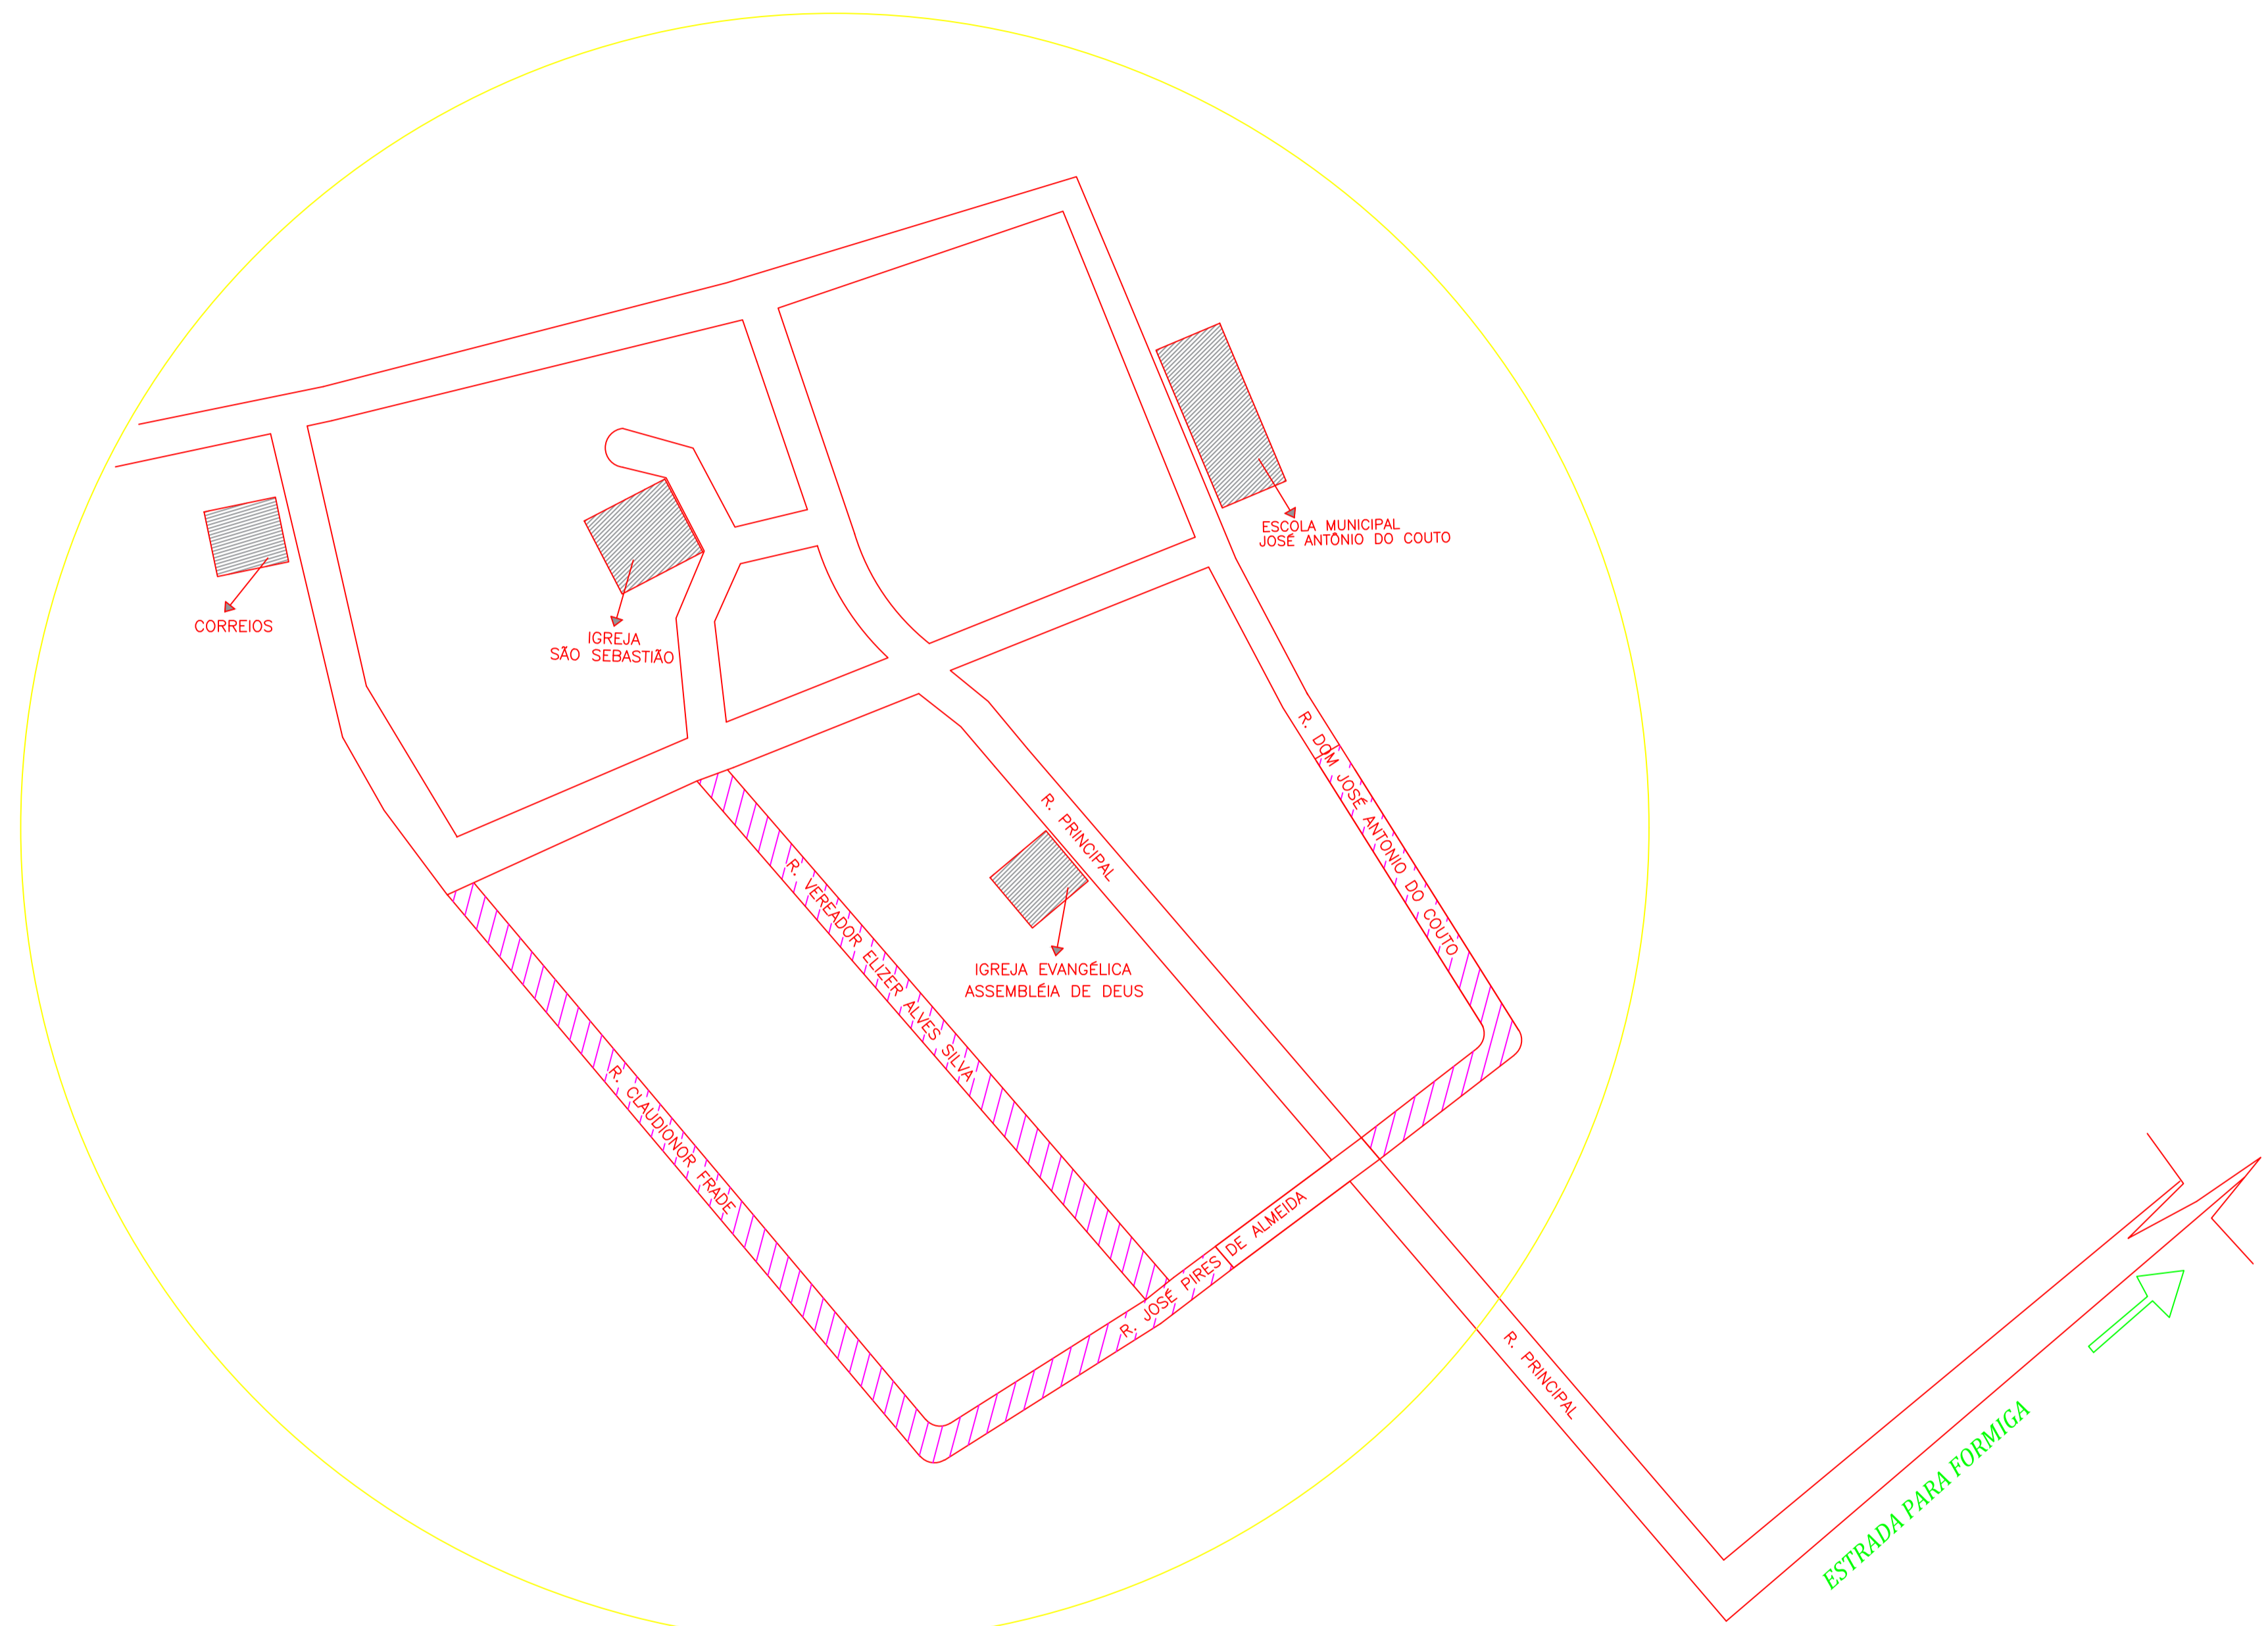 ESCOLA MUNICIPAL
JOSÉ ANTÔNIO DO COUTO
CORREIOS
IGREJA
SÃO SEBASTIÃO
R. DOM JOSÉ ANTONIO DO COUTO
R. PRINCIPAL
R. VEREADOR ELIZER ALVES SILVA
IGREJA EVANGÉLICA
ASSEMBLÉIA DE DEUS
R. CLAUDIONOR FRADE
R. JOSÉ PIRES DE ALMEIDA
R. PRINCIPAL
ESTRADA PARA FORMIGA